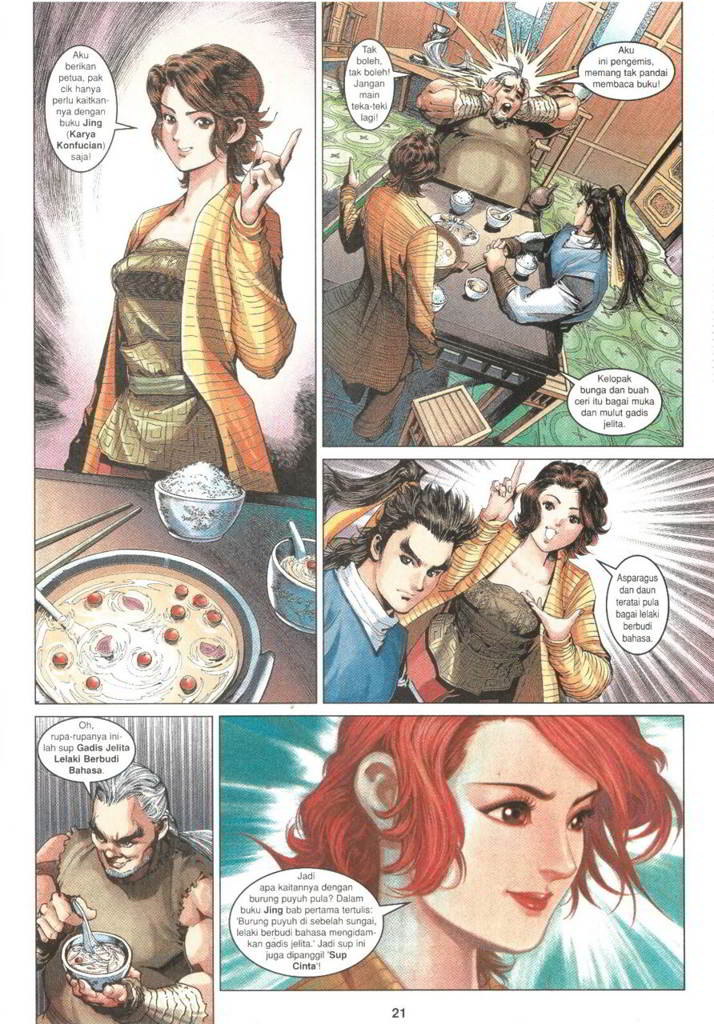 Aku
berikan
petua, pak
cik hanya
perlu kaitkan-
nya dengan
buku Jing
(Karya
Konfucian)
saja!
Tak
boleh,
tak boleh!
Jangan
main
teka-teki
lagi!
Aku
ini pengemis,
memang tak pandai
membaca buku!
Kelopak
bunga dan buah
ceri itu bagai muka
dan mulut gadis
jelita.
Asparagus
dan daun
teratai pula
bagai lelaki
berbudi
bahasa.
Oh,
rupa-rupanya ini-
lah sup Gadis Jelita
Lelaki Berbudi
Bahasa.
Jadi
apa kaitannya dengan
burung puyuh pula? Dalam
buku Jing bab pertama tertulis:
'Burung puyuh di sebelah sungai,
lelaki berbudi bahasa mengidam-
kan gadis jelita.' Jadi sup ini
juga dipanggil 'Sup
Cinta'!
21